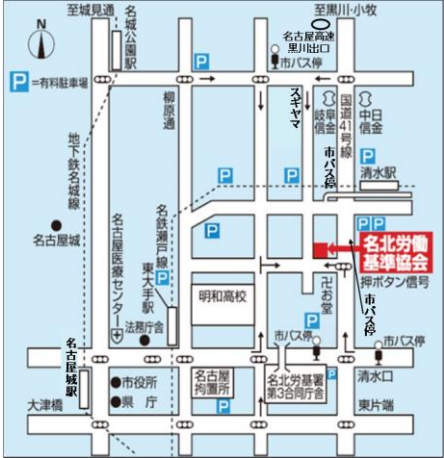 至城見通
至黒川･小牧
名古屋高速
黒川出口
名城公園駅
市バス停
P
=有料駐車場
柳原通
P
スギヤマ
岐阜信金
国道41号線
中日信金
市バス停
P
清水駅
P
P
地下鉄名城線
名古屋城
名古屋医療センター
名鉄瀬戸線
東大手駅
P
P
P
P
名北労働
基準協会
押ボタン信号
市バス停
明和高校
卍お堂
法務庁舎
市バス停
市バス停
名古屋城駅
市役所
県庁
名古屋
拘置所
P
名北労基署
第3合同庁舎
P
清水口
大津橋
東片端